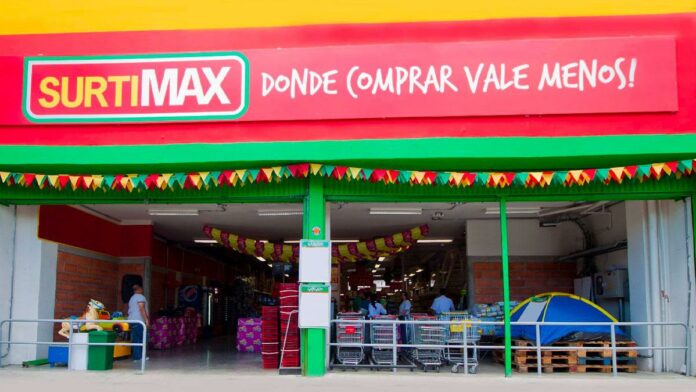 SURTIMAX
DONDE COMPRAR VALE MENOS!